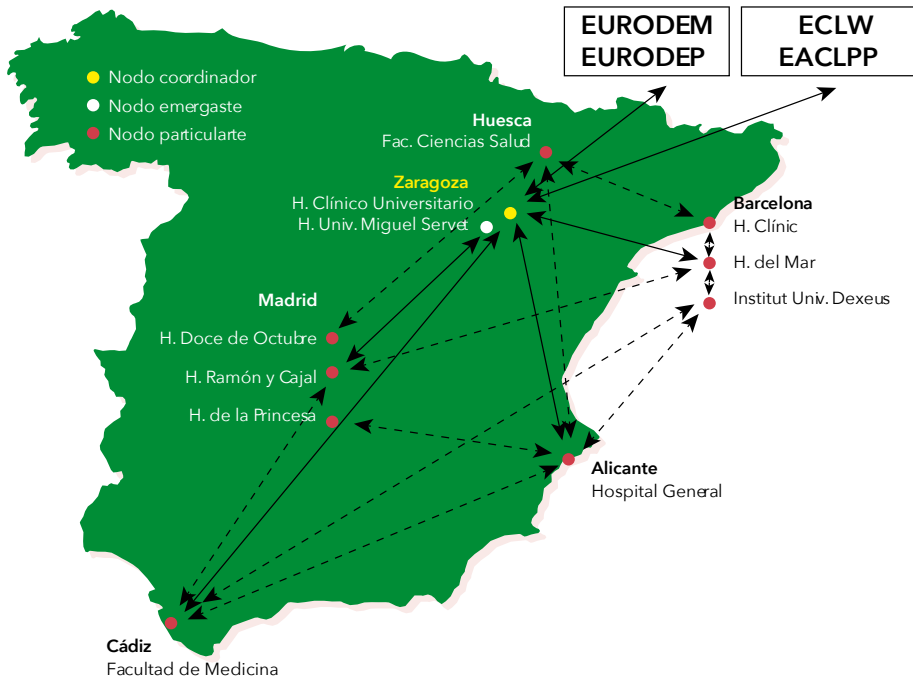 EURODEM
EURODEP
ECLW
EACLPP
Nodo coordinador
Nodo emergaste
Nodo particularte
Huesca
Fac. Ciencias Salud
Zaragoza
H. Clínico Universitario
H. Univ. Miguel Servet
Barcelona
H. Clínic
H. del Mar
Institut Univ. Dexeus
Madrid
H. Doce de Octubre
H. Ramón y Cajal
H. de la Princesa
Alicante
Hospital General
Cádiz
Facultad de Medicina